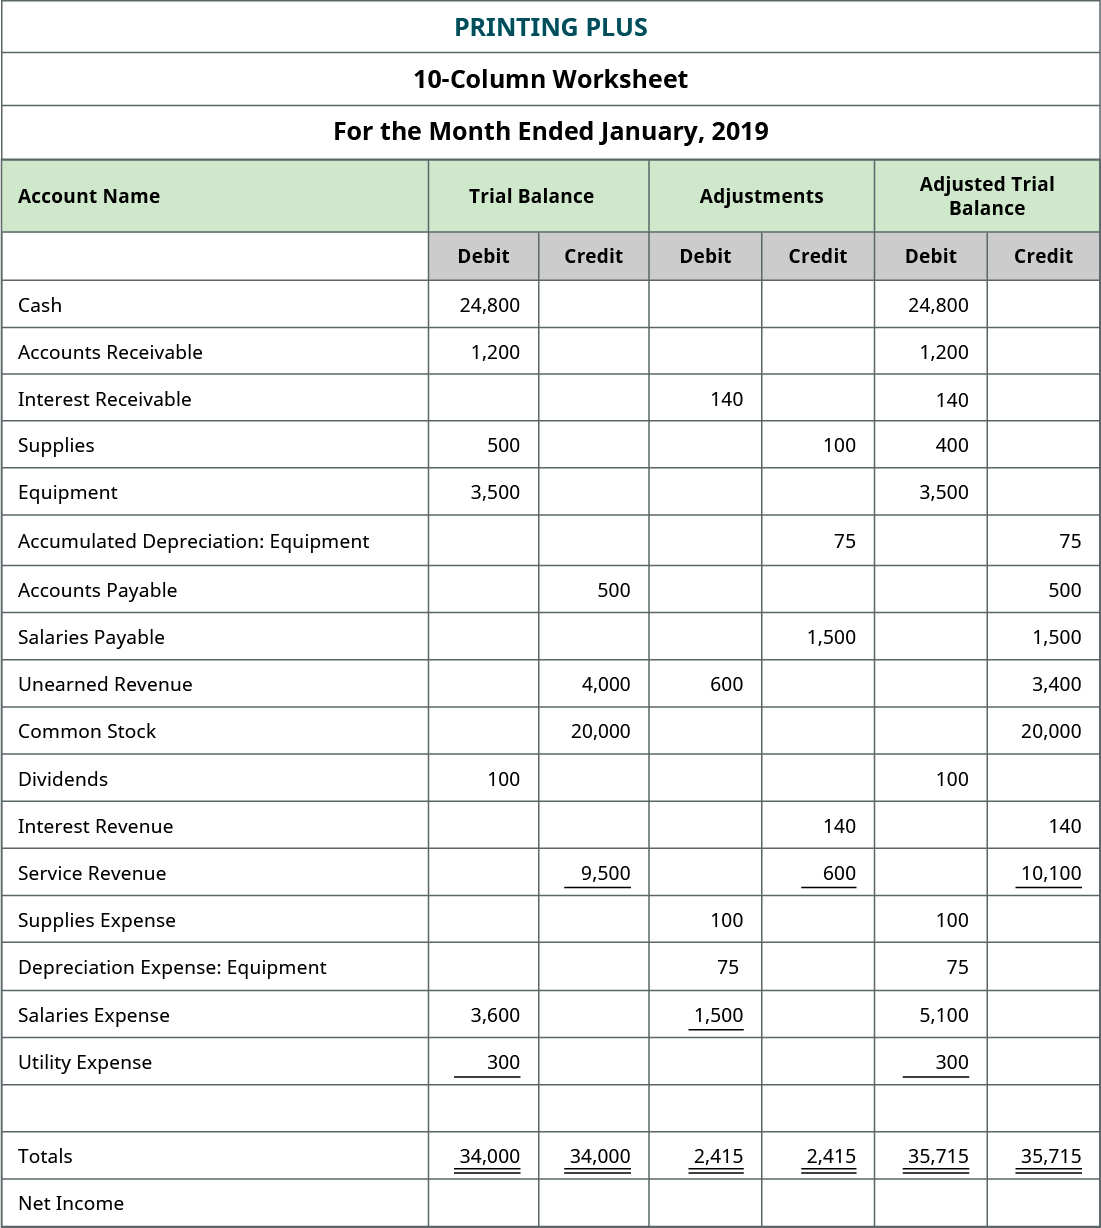 PRINTING PLUS
10-Column Worksheet
For the Month Ended January, 2019
Account Name Trial Balance Adjustments Adjusted Trial Balance
Debit Credit Debit Credit Debit Credit
Cash 24,800 24,800
Accounts Receivable 1,200 1,200
Interest Receivable 140 140
Supplies 500 100 400
Equipment 3,500 3,500
Accumulated Depreciation: Equipment 75 75
Accounts Payable 500 500
Salaries Payable 1,500 1,500
Unearned Revenue 4,000 600 3,400
Common Stock 20,000 20,000
Dividends 100 100
Interest Revenue 140 140
Service Revenue 9,500 600 10,100
Supplies Expense 100 100
Depreciation Expense: Equipment 75 75
Salaries Expense 3,600 1,500 5,100
Utility Expense 300 300
Totals 34,000 34,000 2,415 2,415 35,715 35,715
Net Income